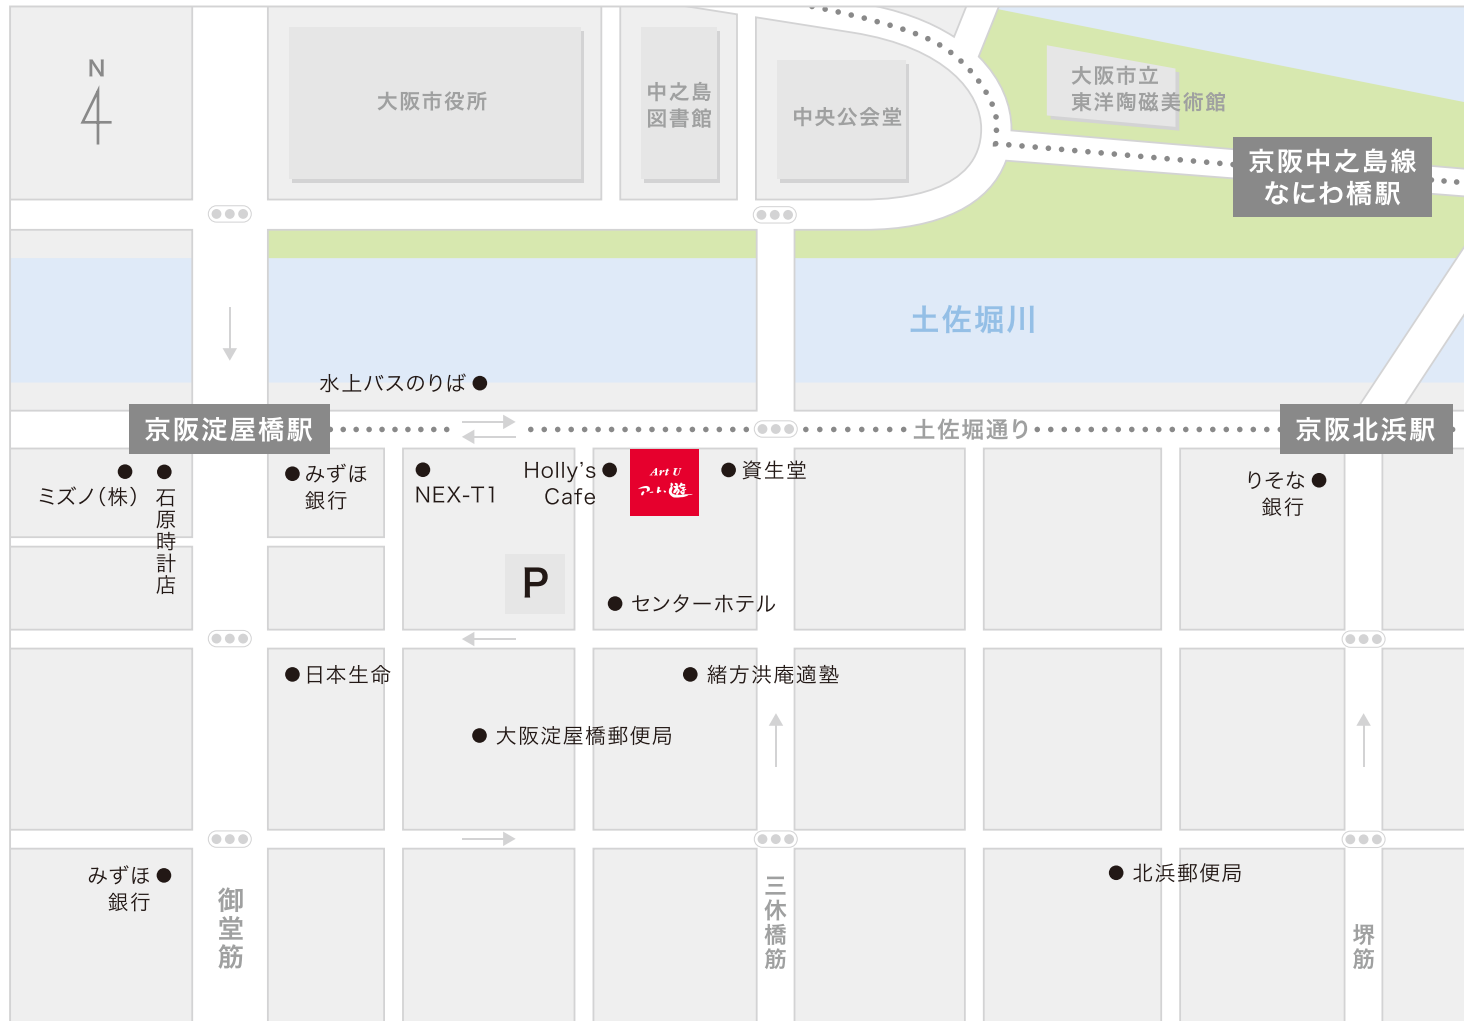 N
大阪市役所
中之島
図書館
中央公会堂
大阪市立
東洋陶磁美術館
京阪中之島線
なにわ橋駅
土佐堀川
水上バスのりば
京阪淀屋橋駅
土佐堀通り
京阪北浜駅
ミズノ(株)
石原時計店
みずほ
銀行
NEX-T1
Holly's
Cafe
Art U
アート遊
資生堂
りそな
銀行
P
センターホテル
日本生命
緒方洪庵適塾
大阪淀屋橋郵便局
みずほ
銀行
北浜郵便局
御堂筋
三休橋筋
堺筋